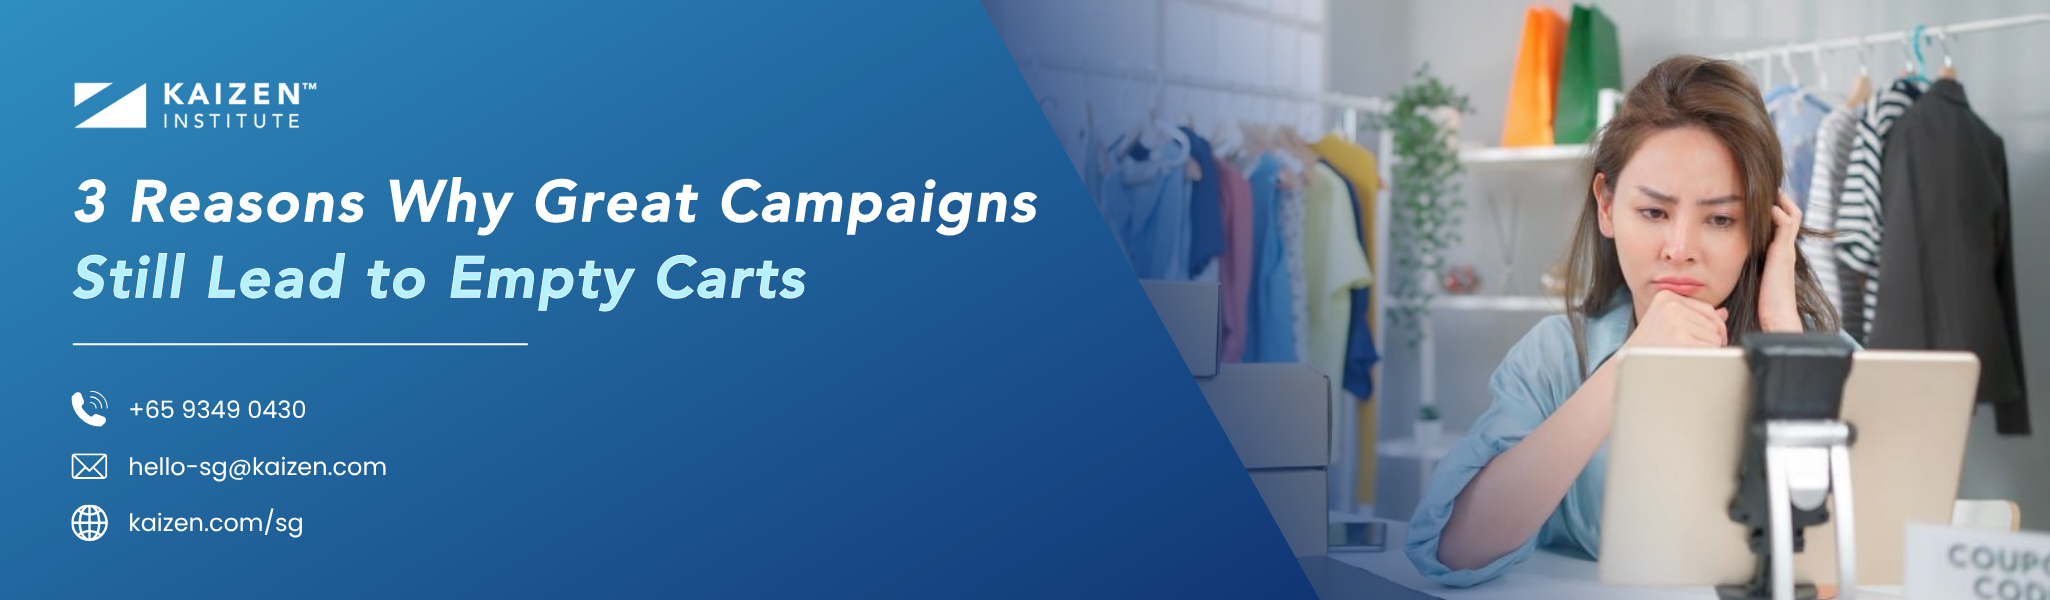 KAIZEN™
INSTITUTE
3 Reasons Why Great Campaigns
Still Lead to Empty Carts
+65 9349 0430
hello-sg@kaizen.com
kaizen.com/sg